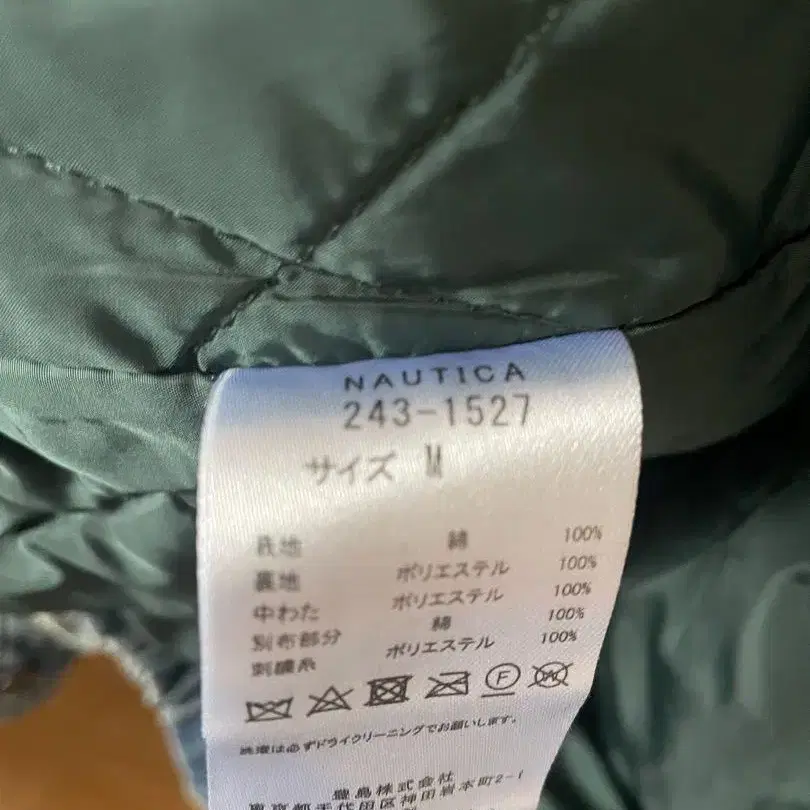 NAUTICA
243-1527
サイズ M
表地 綿 100%
裏地 ポリエステル 100%
中わた ポリエステル 100%
別布部分 綿 100%
刺繍糸 ポリエステル 100%
F
W
洗濯は必ずドライクリーニングでお願いします。
豊島株式会社
東京都千代田区神田岩本町2-1